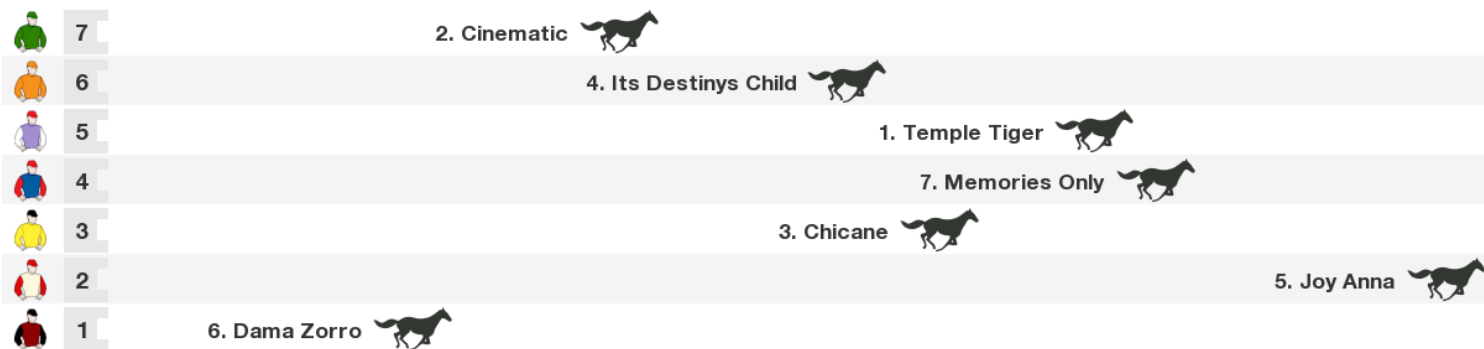 7 2. Cinematic
6 4. Its Destinys Child
5 1. Temple Tiger
4 7. Memories Only
3 3. Chicane
2 5. Joy Anna
1 6. Dama Zorro